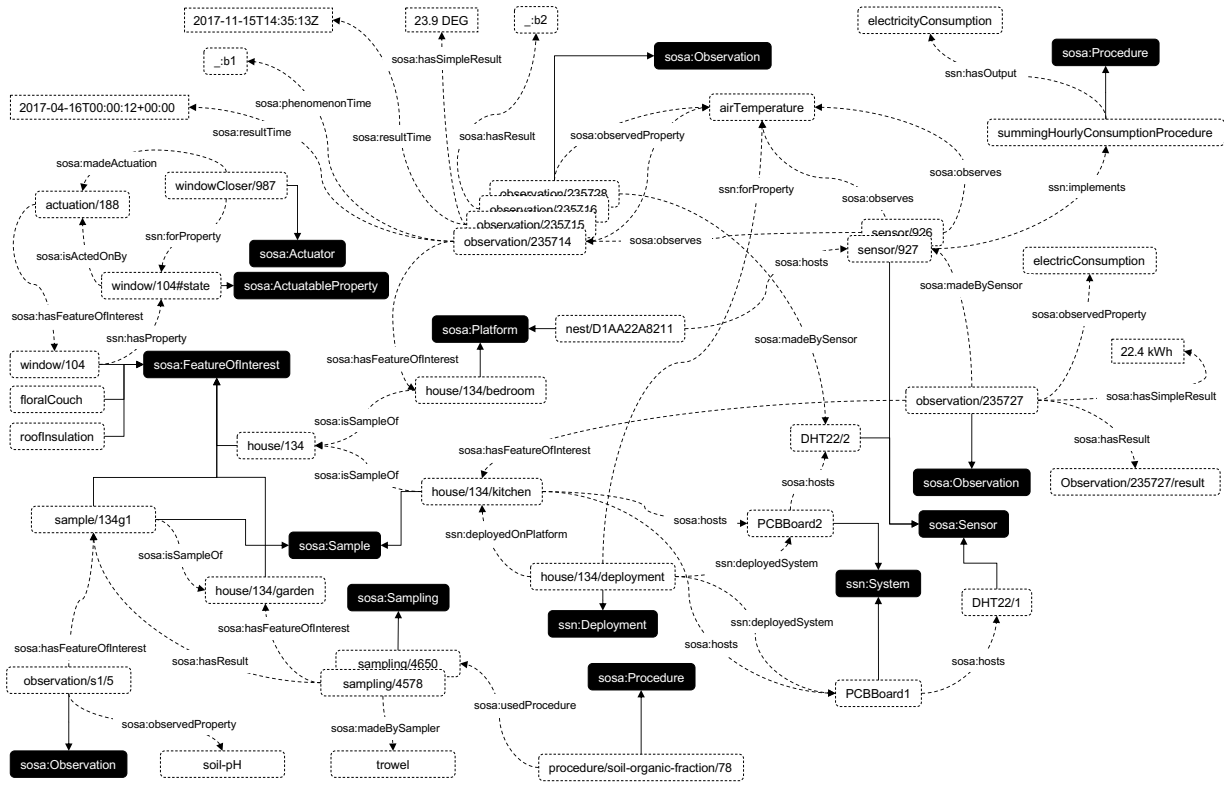 2017-11-15T14:35:13Z
23.9 DEG
_:b2
electricityConsumption
_:b1
sosa:hasSimpleResult
sosa:Observation
sosa:Procedure
ssn:hasOutput
2017-04-16T00:00:12+00:00
sosa:phenomenonTime
sosa:resultTime
sosa:resultTime
sosa:hasResult
sosa:observedProperty
airTemperature
summingHourlyConsumptionProcedure
sosa:madeActuation
windowCloser/987
observation/235728
ssn:forProperty
sosa:observes
ssn:implements
actuation/188
observation/235716
sosa:observes
observation/235715
ssn:forProperty
observation/235714
sosa:observes
sensor/926
sensor/927
sosa:isActedOnBy
sosa:Actuator
sosa:hosts
electricConsumption
window/104#state
sosa:ActuatableProperty
sosa:madeBySensor
sosa:hasFeatureOfInterest
sosa:observedProperty
ssn:hasProperty
sosa:Platform
nest/D1AA22A8211
sosa:madeBySensor
window/104
sosa:FeatureOfInterest
sosa:hasFeatureOfInterest
22.4 kWh
house/134/bedroom
sosa:hasSimpleResult
floralCouch
observation/235727
sosa:isSampleOf
roofInsulation
house/134
DHT22/2
sosa:hasResult
sosa:hasFeatureOfInterest
sosa:isSampleOf
sosa:hosts
sosa:Observation
Observation/235727/result
house/134/kitchen
sample/134g1
sosa:hosts
PCBBoard2
sosa:Sensor
ssn:deployedOnPlatform
sosa:Sample
sosa:isSampleOf
ssn:deployedSystem
house/134/deployment
ssn:System
house/134/garden
sosa:Sampling
DHT22/1
ssn:Deployment
ssn:deployedSystem
sosa:hasFeatureOfInterest
sosa:hasFeatureOfInterest
sosa:hosts
sosa:hasResult
sosa:hosts
sampling/4650
observation/s1/5
sampling/4578
sosa:Procedure
PCBBoard1
sosa:usedProcedure
sosa:observedProperty
sosa:madeBySampler
sosa:Observation
soil-pH
trowel
procedure/soil-organic-fraction/78